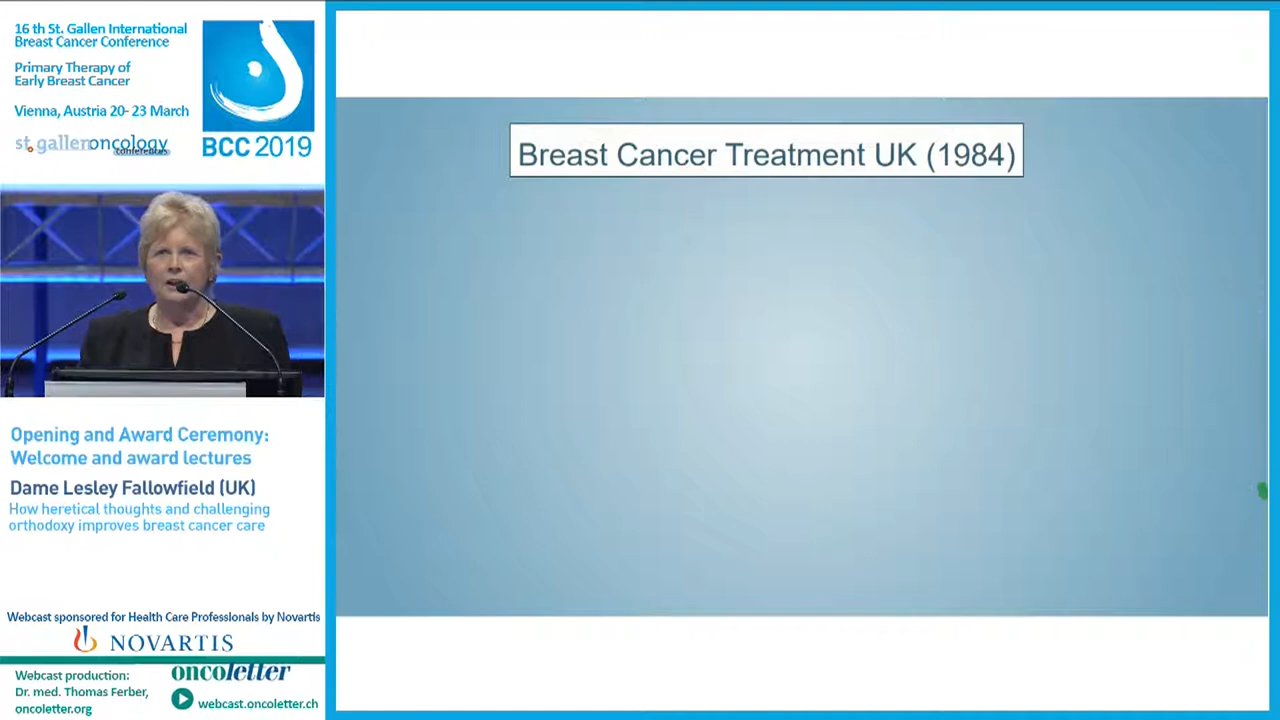 16 th St. Gallen International
Breast Cancer Conference
Primary Therapy of
Early Breast Cancer
Vienna, Austria 20- 23 March
st.gallenoncology
conferences
BCC 2019
Breast Cancer Treatment UK (1984)
Opening and Award Ceremony:
Welcome and award lectures
Dame Lesley Fallowfield (UK)
How heretical thoughts and challenging
orthodoxy improves breast cancer care
Webcast sponsored for Health Care Professionals by Novartis
NOVARTIS
Webcast production:
Dr. med. Thomas Ferber,
oncoletter.org
oncoletter
webcast.oncoletter.ch